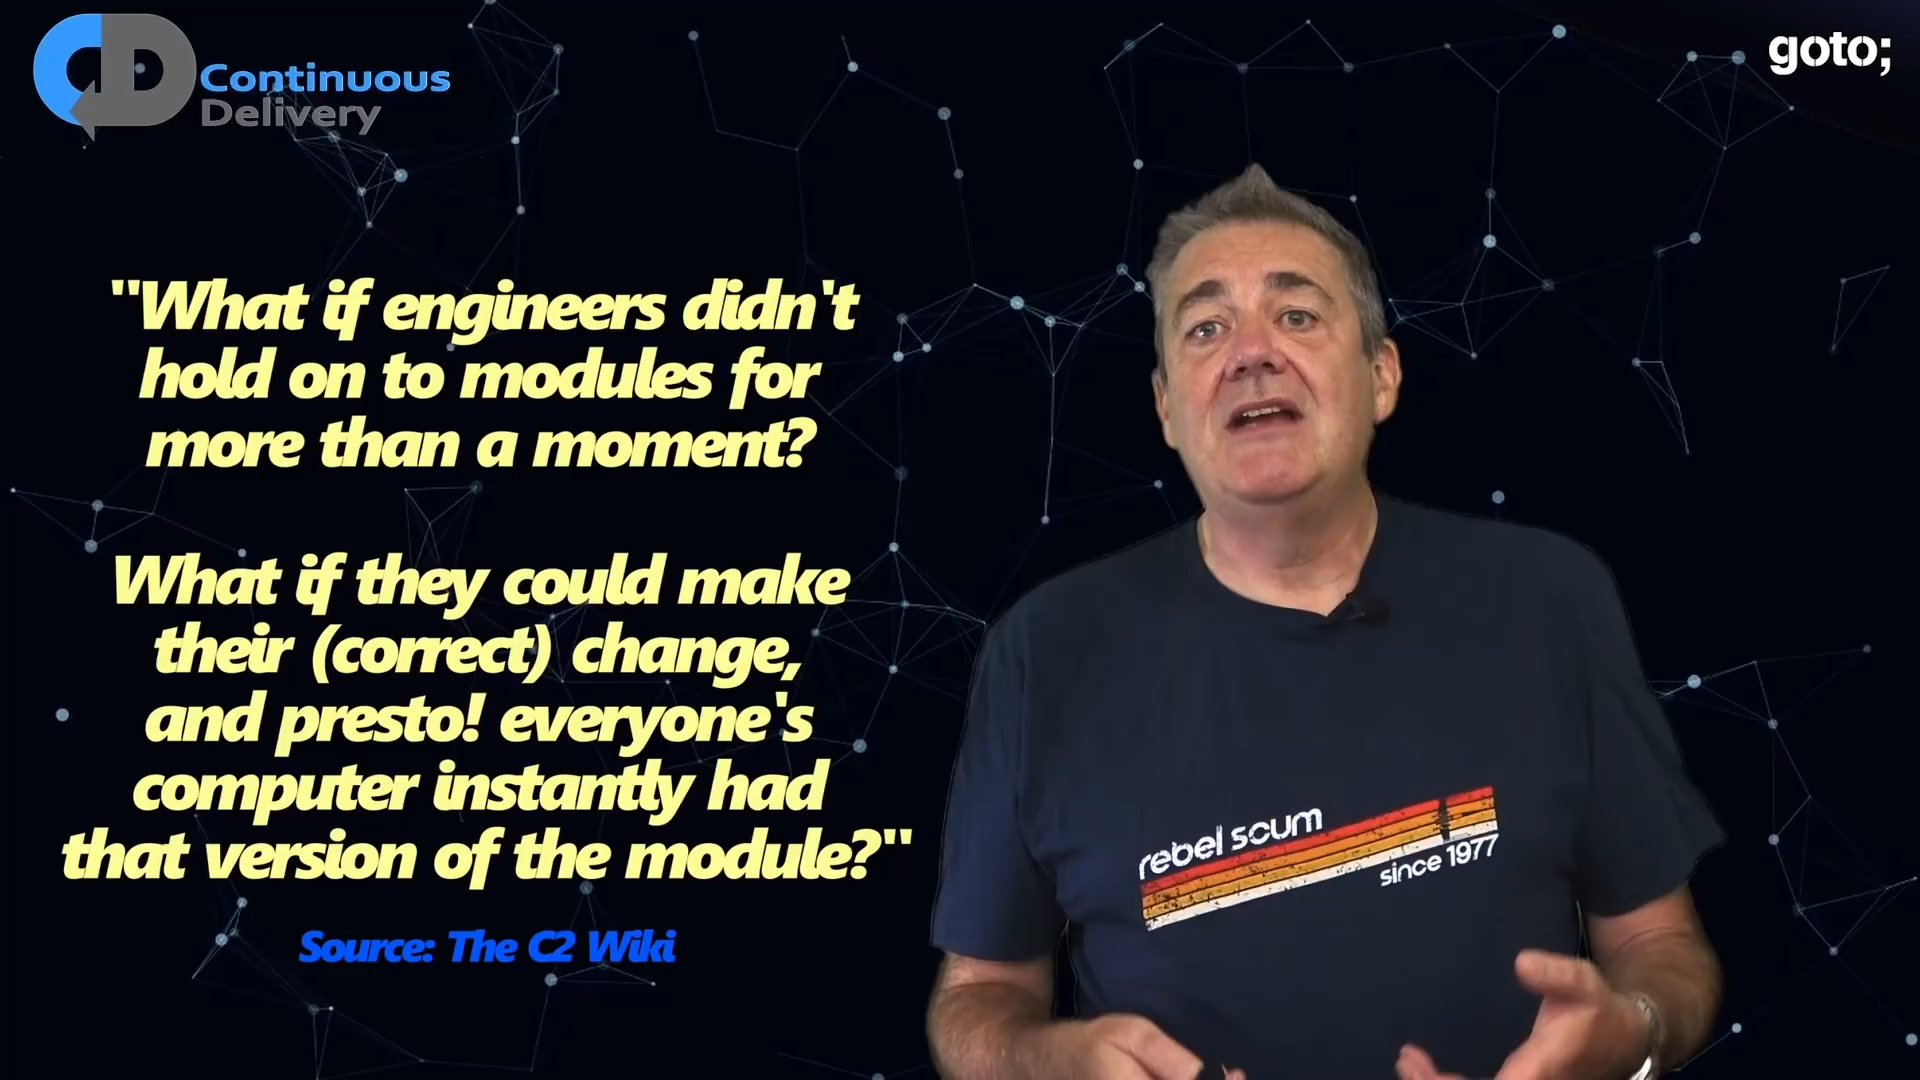 CD Continuous
Delivery
goto;
"What if engineers didn't
hold on to modules for
more than a moment?
What if they could make
their (correct) change,
and presto! everyone's
computer instantly had
that version of the module?"
Source: The C2 Wiki
rebel scum
since 1977